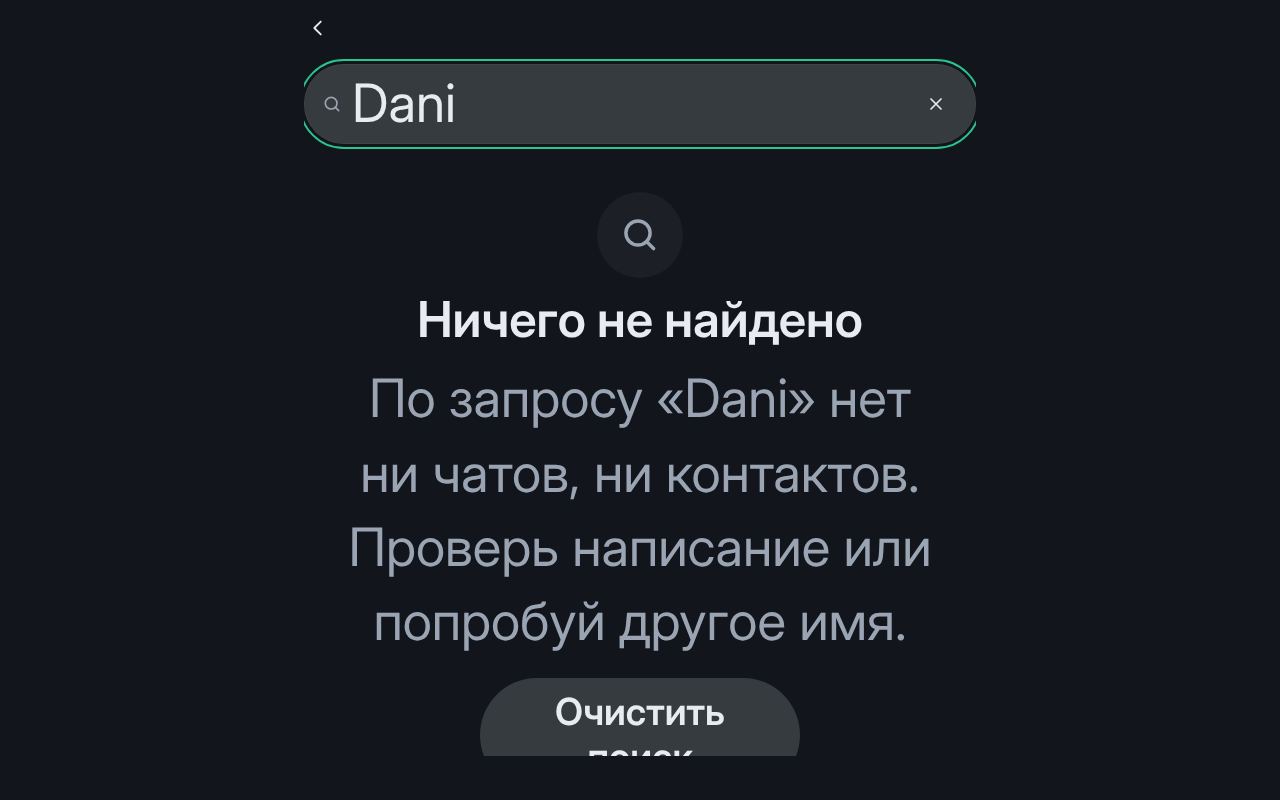 Dani
Ничего не найдено
По запросу «Dani» нет
ни чатов, ни контактов.
Проверь написание или
попробуй другое имя.
Очистить
поиск